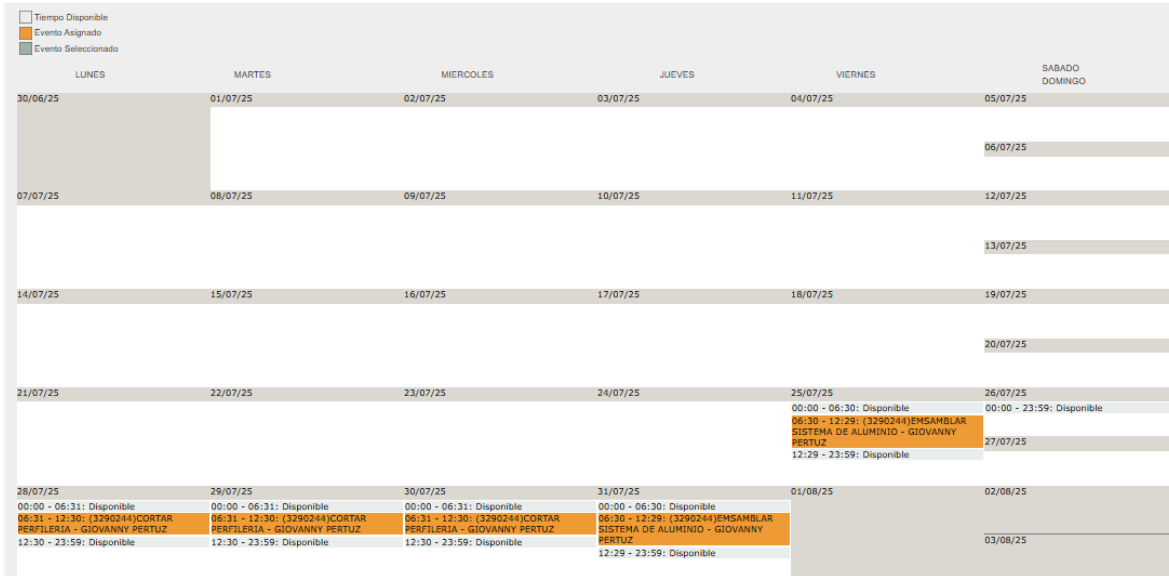 Tiempo Disponible
Evento Asignado
Evento Seleccionado
LUNES
MARTES
MIERCOLES
JUEVES
VIERNES
SABADO
DOMINGO
30/06/25
01/07/25
02/07/25
03/07/25
04/07/25
05/07/25
06/07/25
07/07/25
08/07/25
09/07/25
10/07/25
11/07/25
12/07/25
13/07/25
14/07/25
15/07/25
16/07/25
17/07/25
18/07/25
19/07/25
20/07/25
21/07/25
22/07/25
23/07/25
24/07/25
25/07/25
00:00 - 06:30: Disponible
06:30 - 12:29: (3290244)EMSAMBLAR
SISTEMA DE ALUMINIO - GIOVANNY
PERTUZ
12:29 - 23:59: Disponible
26/07/25
00:00 - 23:59: Disponible
27/07/25
28/07/25
00:00 - 06:31: Disponible
06:31 - 12:30: (3290244)CORTAR
PERFILERIA - GIOVANNY PERTUZ
12:30 - 23:59: Disponible
29/07/25
00:00 - 06:31: Disponible
06:31 - 12:30: (3290244)CORTAR
PERFILERIA - GIOVANNY PERTUZ
12:30 - 23:59: Disponible
30/07/25
00:00 - 06:31: Disponible
06:31 - 12:30: (3290244)CORTAR
PERFILERIA - GIOVANNY PERTUZ
12:30 - 23:59: Disponible
31/07/25
00:00 - 06:30: Disponible
06:30 - 12:29: (3290244)EMSAMBLAR
SISTEMA DE ALUMINIO - GIOVANNY
PERTUZ
12:29 - 23:59: Disponible
01/08/25
02/08/25
03/08/25